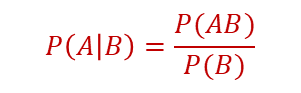 P(A|B) = P(AB) / P(B)